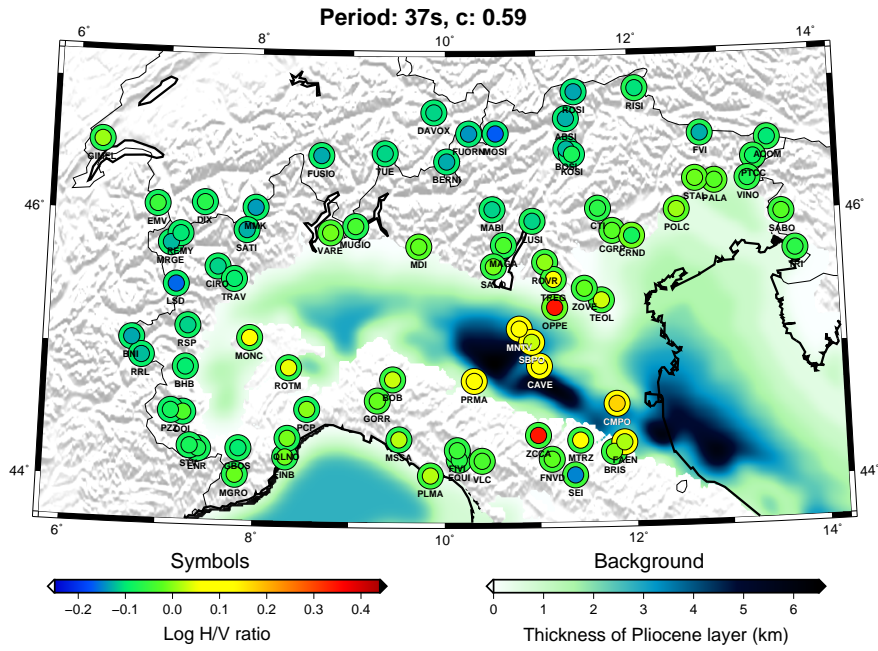 Period: 37s, c: 0.59
6° 8° 10° 12° 14°
46° 46°
44° 44°
6° 8° 10° 12° 14°
GIMEL
DAVOX
FUORN
MOSI
ROSI
RISI
ABSI
BOSI
KOSI
FUSIO
TUE
BERNI
FVI
ACOM
PTCC
VINO
STAL
PALA
EMV
DIX
MMK
SATI
REMY
MRGE
VARE
MUGIO
MDI
MABI
LUSI
MAGA
SALO
CTI
CGRP
CRND
POLC
SABO
TRI
CIRO
TRAV
LSD
ROVR
TREG
ZOVE
TEOL
OPPE
RSP
BNI
RRL
MONC
MNTV
SBPO
BHB
ROTM
BOB
PRMA
CAVE
PZZ
DOI
PCP
GORR
CMPO
STV
ENR
GBOS
QLNO
EINB
MSSA
FIVI
EQUI
VLC
ZCCA
MTRZ
FAEN
BRIS
MGRO
PLMA
FNVD
SEI
Symbols
−0.2 −0.1 0.0 0.1 0.2 0.3 0.4
Log H/V ratio
Background
0 1 2 3 4 5 6
Thickness of Pliocene layer (km)